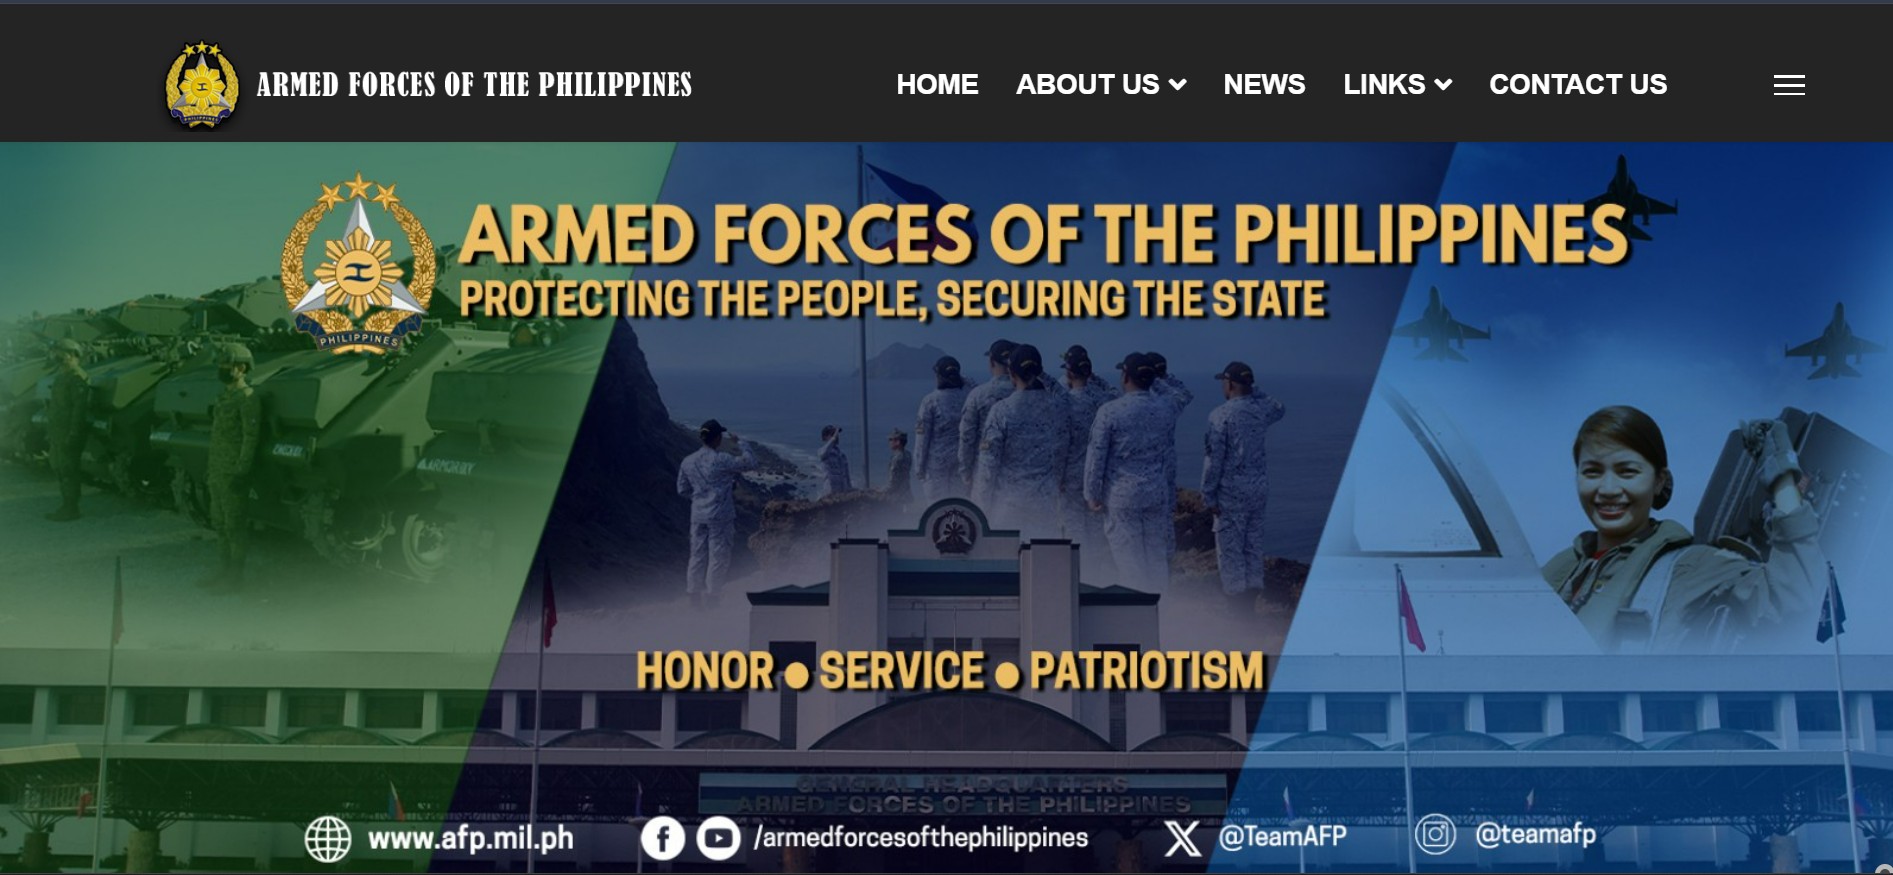 ARMED FORCES OF THE PHILIPPINES
HOME ABOUT US NEWS LINKS CONTACT US
ARMED FORCES OF THE PHILIPPINES
PROTECTING THE PEOPLE, SECURING THE STATE
PHILIPPINES
HONOR • SERVICE • PATRIOTISM
GENERAL HEADQUARTERS
ARMED FORCES OF THE PHILIPPINES
www.afp.mil.ph /armedforcesofthephilippines @TeamAFP @teamafp